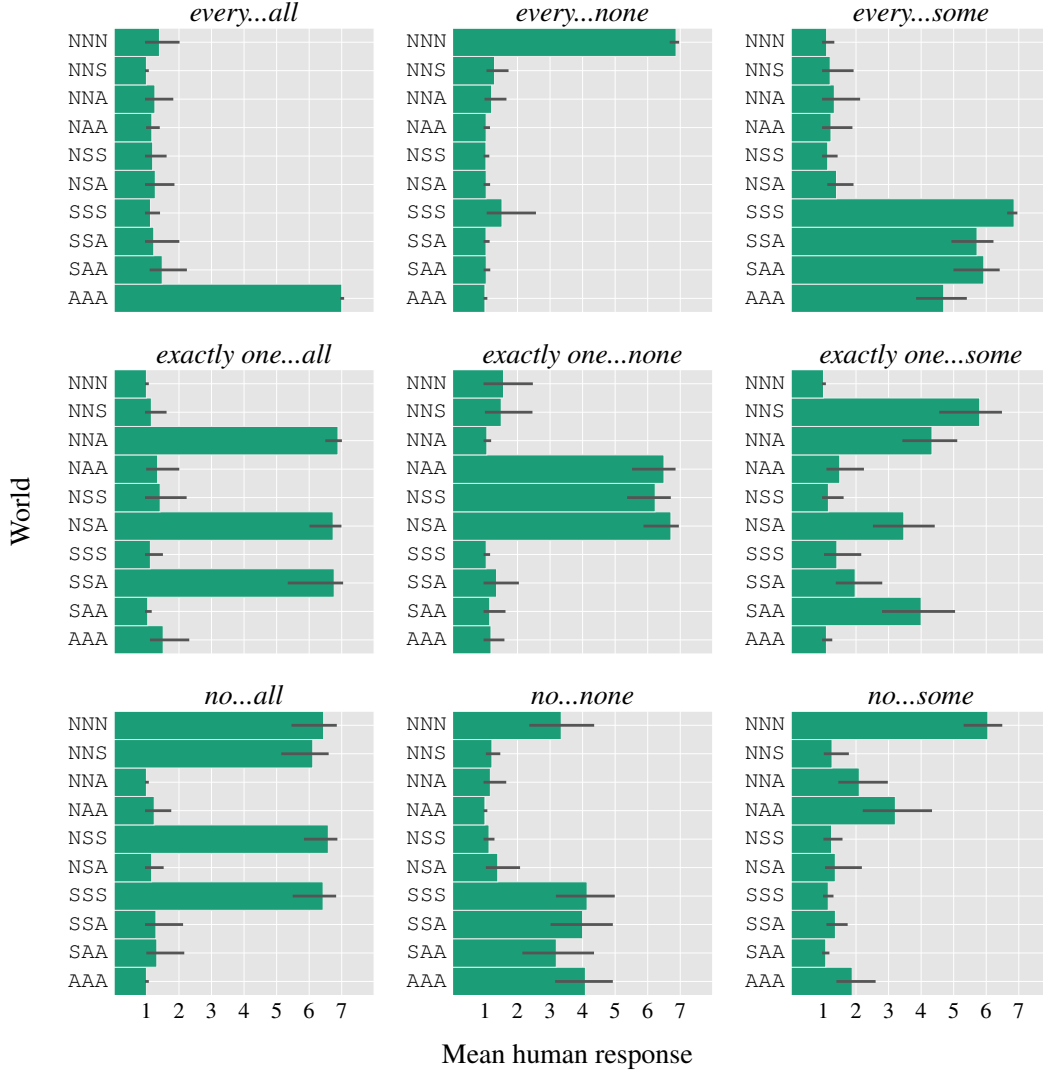 every...all
every...none
every...some
NNN
NNS
NNA
NAA
NSS
NSA
SSS
SSA
SAA
AAA
NNN
NNS
NNA
NAA
NSS
NSA
SSS
SSA
SAA
AAA
NNN
NNS
NNA
NAA
NSS
NSA
SSS
SSA
SAA
AAA
World
exactly one...all
exactly one...none
exactly one...some
NNN
NNS
NNA
NAA
NSS
NSA
SSS
SSA
SAA
AAA
NNN
NNS
NNA
NAA
NSS
NSA
SSS
SSA
SAA
AAA
NNN
NNS
NNA
NAA
NSS
NSA
SSS
SSA
SAA
AAA
no...all
no...none
no...some
NNN
NNS
NNA
NAA
NSS
NSA
SSS
SSA
SAA
AAA
NNN
NNS
NNA
NAA
NSS
NSA
SSS
SSA
SAA
AAA
NNN
NNS
NNA
NAA
NSS
NSA
SSS
SSA
SAA
AAA
1 2 3 4 5 6 7
1 2 3 4 5 6 7
1 2 3 4 5 6 7
Mean human response